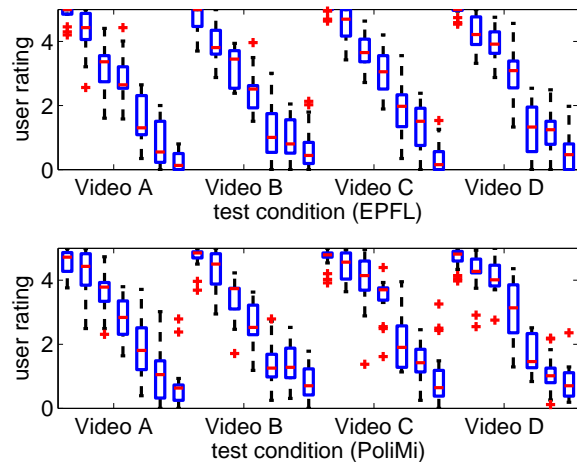 user rating
4
2
0
Video A Video B Video C Video D
test condition (EPFL)
user rating
4
2
0
Video A Video B Video C Video D
test condition (PoliMi)